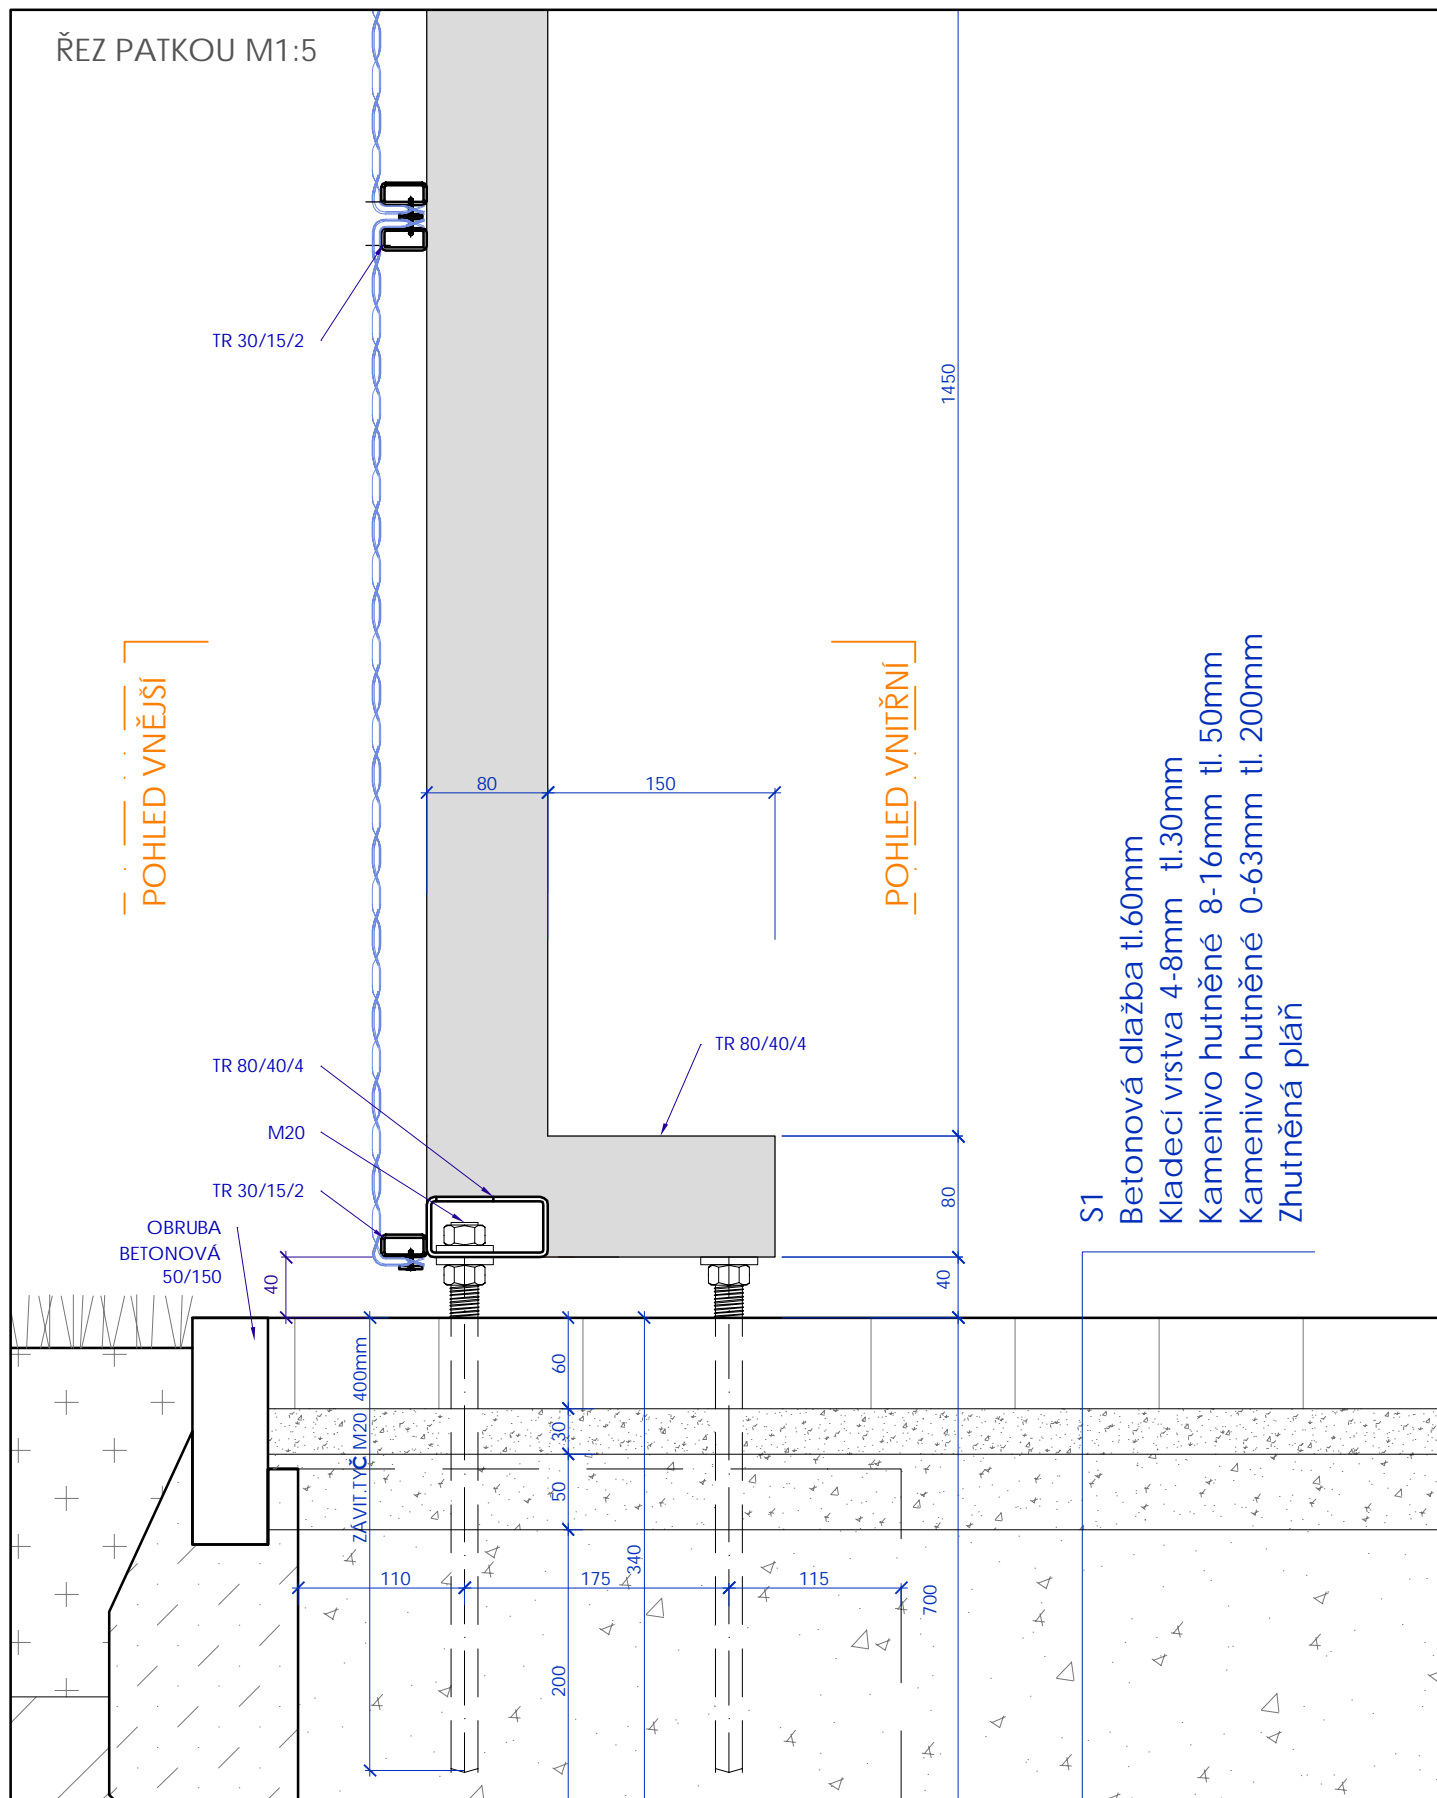 ŘEZ PATKOU M1:5
TR 30/15/2
1450
POHLED VNĚJŠÍ
POHLED VNITŘNÍ
80
150
TR 80/40/4
TR 80/40/4
M20
TR 30/15/2
OBRUBA
BETONOVÁ
50/150
40
80
40
S1
Betonová dlažba tl.60mm
Kladecí vrstva 4-8mm tl.30mm
Kamenivo hutněné 8-16mm tl. 50mm
Kamenivo hutněné 0-63mm tl. 200mm
Zhutněná pláň
ZÁVIT.TYČ M20 400mm
60
30
50
340
110
175
115
700
200